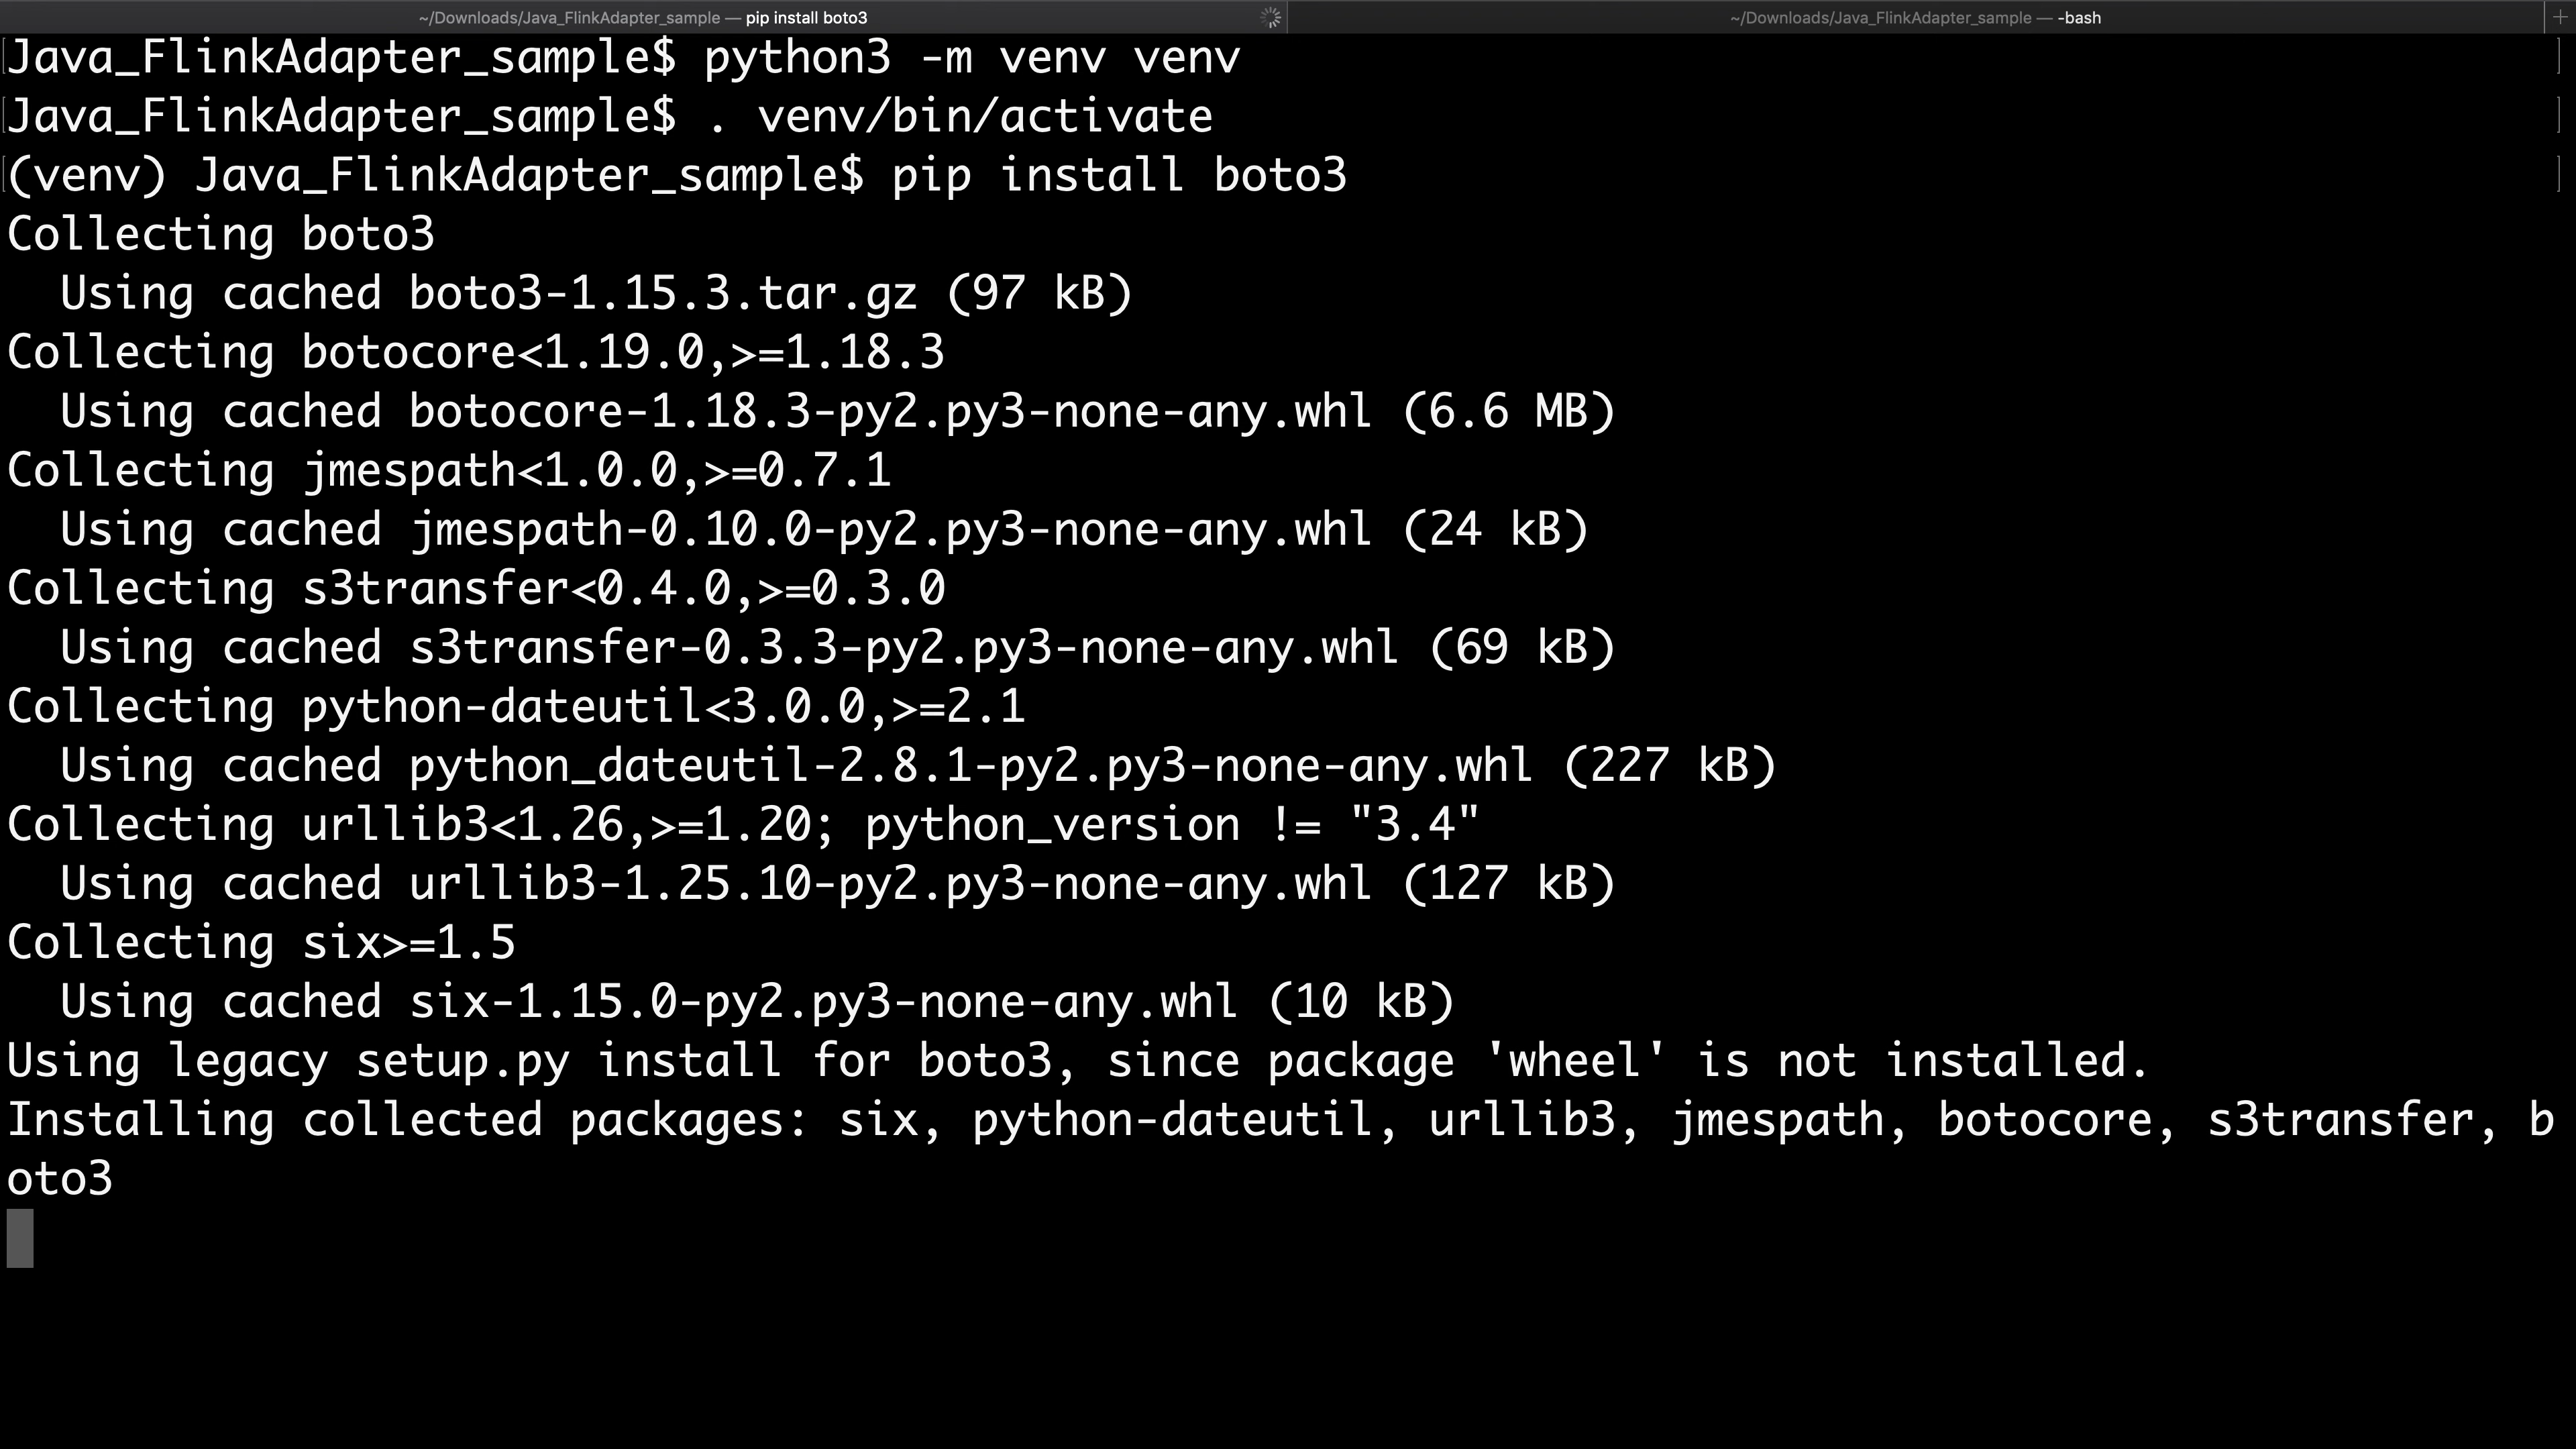 ~/Downloads/Java_FlinkAdapter_sample — pip install boto3
~/Downloads/Java_FlinkAdapter_sample — -bash
Java_FlinkAdapter_sample$ python3 -m venv venv
Java_FlinkAdapter_sample$ . venv/bin/activate
(venv) Java_FlinkAdapter_sample$ pip install boto3
Collecting boto3
  Using cached boto3-1.15.3.tar.gz (97 kB)
Collecting botocore<1.19.0,>=1.18.3
  Using cached botocore-1.18.3-py2.py3-none-any.whl (6.6 MB)
Collecting jmespath<1.0.0,>=0.7.1
  Using cached jmespath-0.10.0-py2.py3-none-any.whl (24 kB)
Collecting s3transfer<0.4.0,>=0.3.0
  Using cached s3transfer-0.3.3-py2.py3-none-any.whl (69 kB)
Collecting python-dateutil<3.0.0,>=2.1
  Using cached python_dateutil-2.8.1-py2.py3-none-any.whl (227 kB)
Collecting urllib3<1.26,>=1.20; python_version != "3.4"
  Using cached urllib3-1.25.10-py2.py3-none-any.whl (127 kB)
Collecting six>=1.5
  Using cached six-1.15.0-py2.py3-none-any.whl (10 kB)
Using legacy setup.py install for boto3, since package 'wheel' is not installed.
Installing collected packages: six, python-dateutil, urllib3, jmespath, botocore, s3transfer, b
oto3